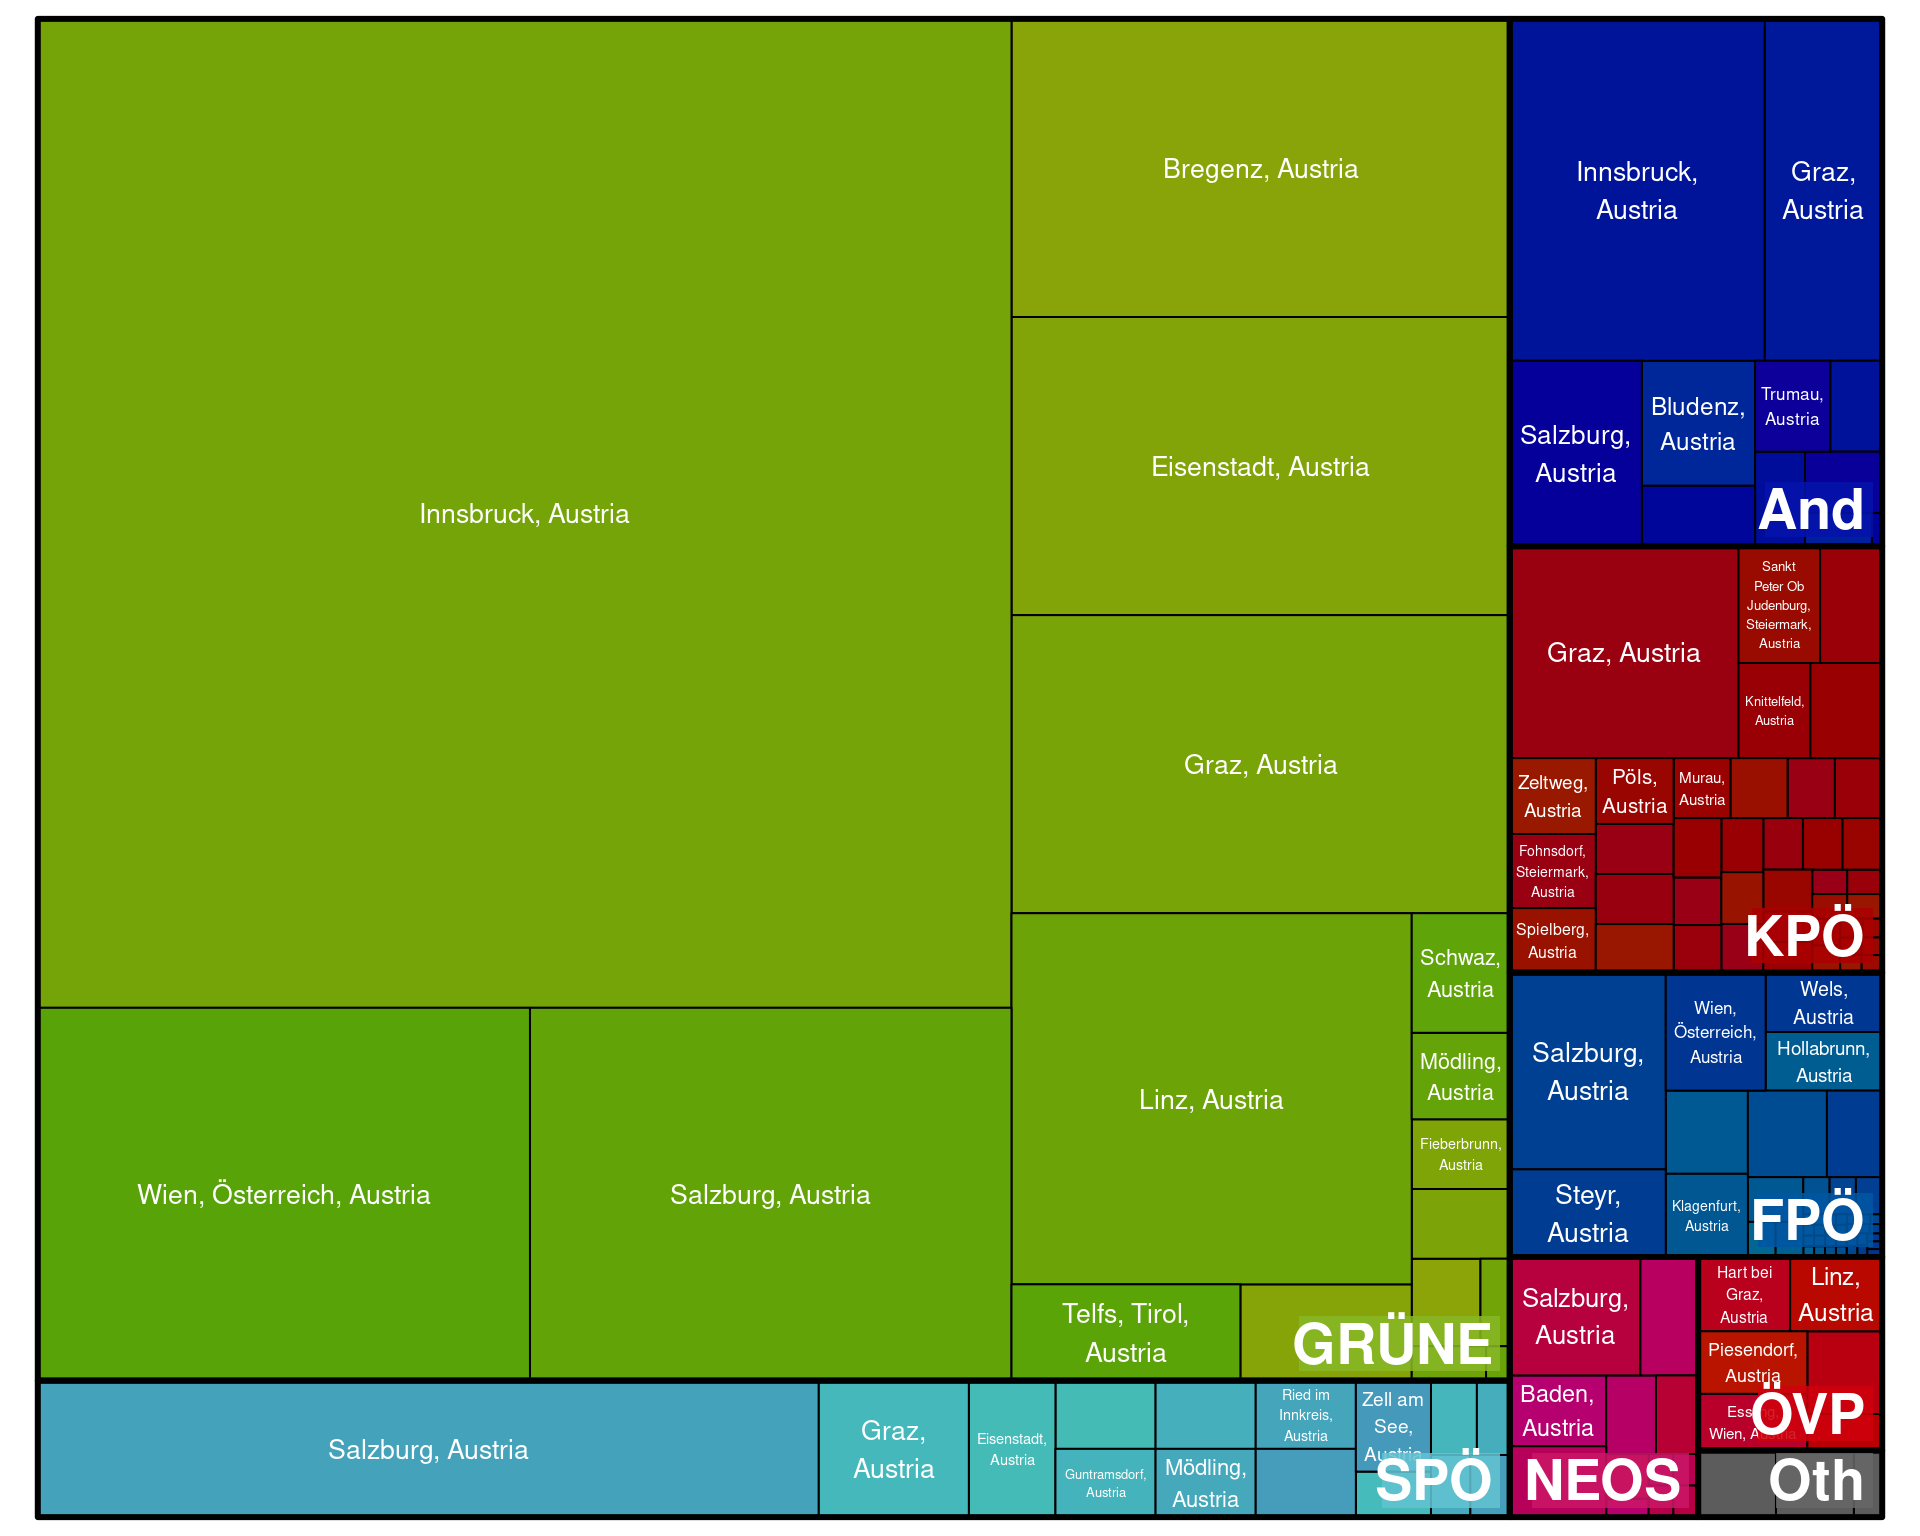 Innsbruck, Austria
Bregenz, Austria
Eisenstadt, Austria
Graz, Austria
Wien, Österreich, Austria
Salzburg, Austria
Linz, Austria
Schwaz,
Austria
Mödling,
Austria
Fieberbrunn,
Austria
Telfs, Tirol,
Austria
GRÜNE
Salzburg, Austria
Graz,
Austria
Eisenstadt,
Austria
Guntramsdorf,
Austria
Mödling,
Austria
Ried im
Innkreis,
Austria
Zell am
See,
Austria
SPÖ
Innsbruck,
Austria
Graz,
Austria
Salzburg,
Austria
Bludenz,
Austria
Trumau,
Austria
And
Graz, Austria
Sankt
Peter Ob
Judenburg,
Steiermark,
Austria
Knittelfeld,
Austria
Zeltweg,
Austria
Pöls,
Austria
Murau,
Austria
Fohnsdorf,
Steiermark,
Austria
Spielberg,
Austria
KPÖ
Salzburg,
Austria
Wien,
Österreich,
Austria
Wels,
Austria
Hollabrunn,
Austria
Steyr,
Austria
Klagenfurt,
Austria
FPÖ
Salzburg,
Austria
Baden,
Austria
NEOS
Hart bei
Graz,
Austria
Linz,
Austria
Piesendorf,
Austria
Essling,
Wien, Austria
ÖVP
Oth